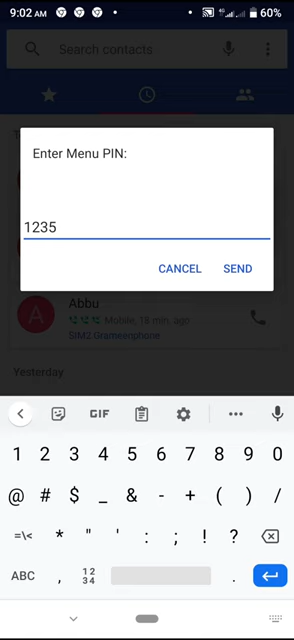 9:02 AM
4G
60%
Search contacts
Enter Menu PIN:
1235
CANCEL
SEND
A
Abbu
Mobile, 18 min. ago
SIM2 Grameenphone
Yesterday
GIF
1 2 3 4 5 6 7 8 9 0
@ # $ _ & - + ( ) /
=\< * " ' : ; ! ?
ABC , 12 34 .